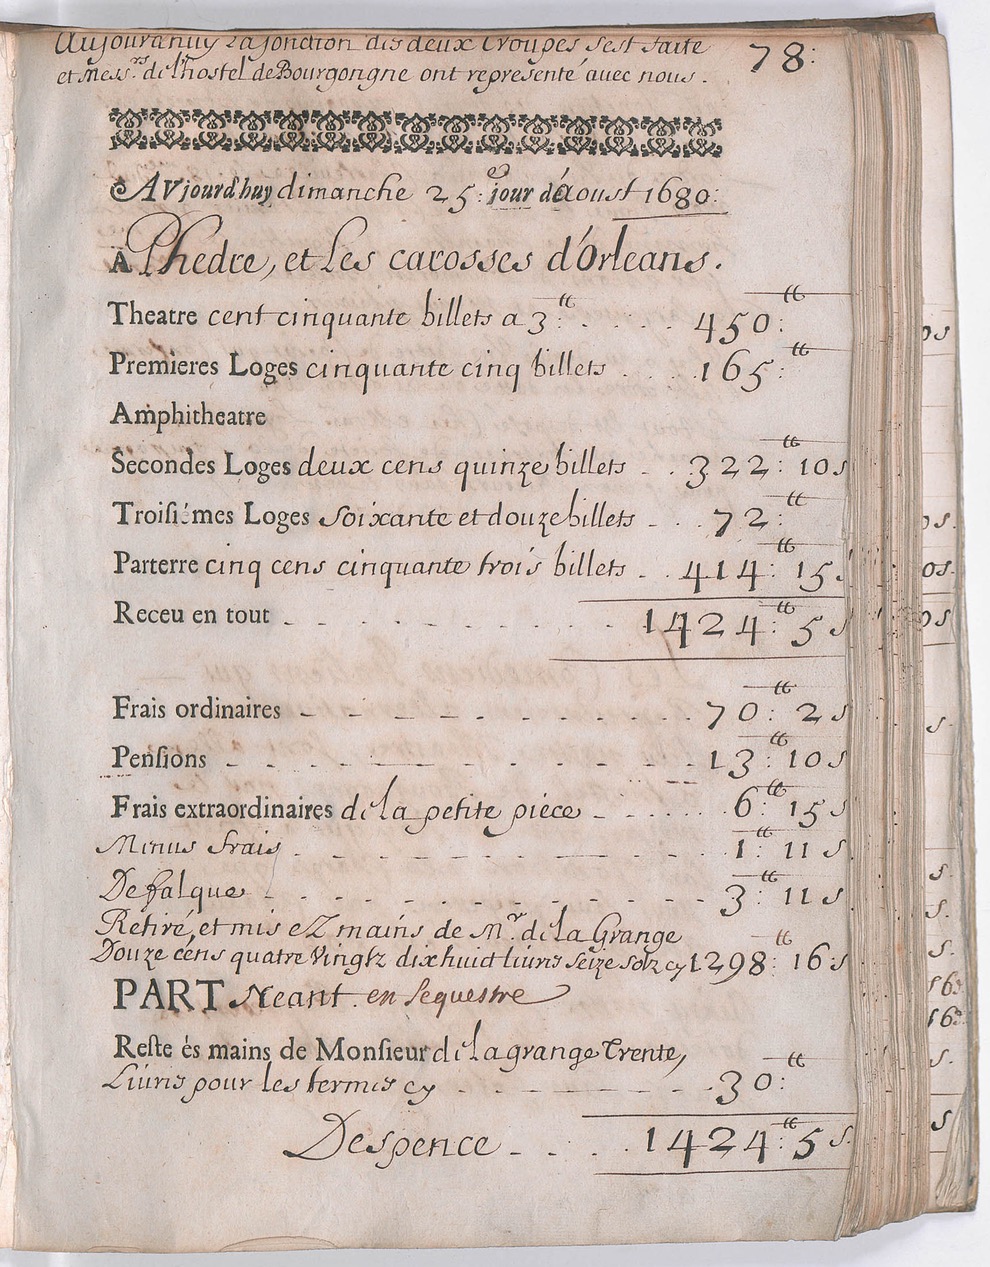 Aujourdhuy La jonction des deux Troupes s'est faite
et Mess.rs de l'hostel de Bourgongne ont representé avec nous.
78:
AVjourd'huy dimanche 25: jour d'aoust 1680:
A Phedre, et Les carosses d'Orleans.
Theatre cent cinquante billets a 3:tt . . . . . 450:tt
Premieres Loges cinquante cinq billets . . . 165:tt
Amphitheatre
Secondes Loges deux cens quinze billets . . 322:tt 10s
Troisiémes Loges soixante et douze billets . . . 72:tt
Parterre cinq cens cinquante trois billets . . 414:tt 15s
Receu en tout . . . . . . . . 1424:tt 5s
Frais ordinaires . . . . . . . . 70:tt 2s
Pensions . . . . . . . . 13:tt 10s
Frais extraordinaires de la petite piece . . . . . 6:tt 15s
Menus frais . . . . . . . . 1:tt 11s
Defalque . . . . . . . . 3:tt 11s
Retiré, et mis eZ mains de Mr. de la Grange
Douze cens quatre Vingtz dix huict Liures seize solz cy 1298:tt 16s
PART Neant. en sequestre
Reste és mains de Monsieur de la grange Trente,
Liures pour les termes cy . . . . . 30:tt
Despence . . . . 1424:tt 5s